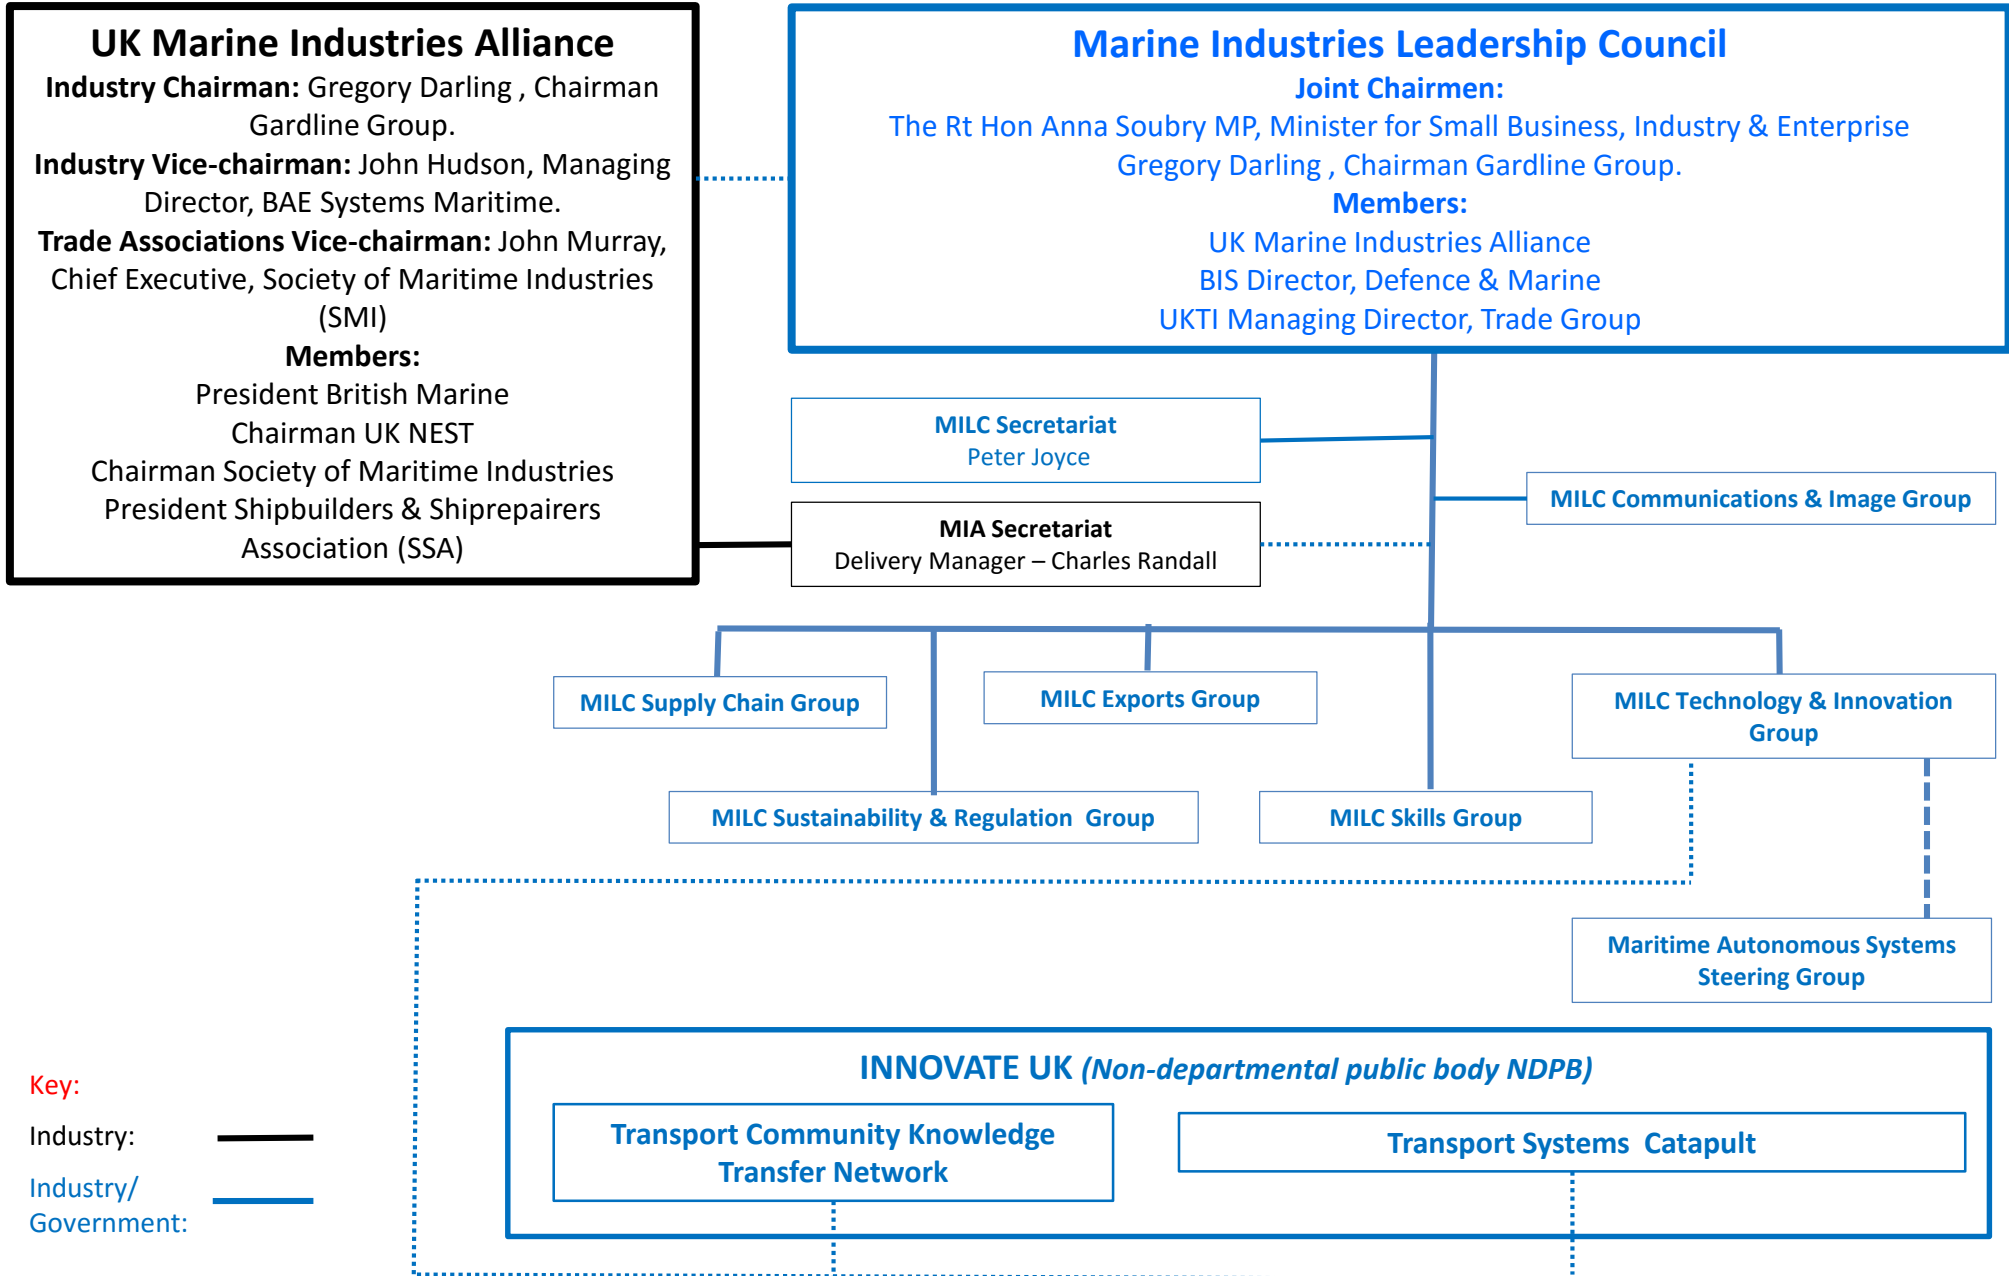 UK Marine Industries Alliance
Industry Chairman: Gregory Darling , Chairman
Gardline Group.
Industry Vice-chairman: John Hudson, Managing
Director, BAE Systems Maritime.
Trade Associations Vice-chairman: John Murray,
Chief Executive, Society of Maritime Industries
(SMI)
Members:
President British Marine
Chairman UK NEST
Chairman Society of Maritime Industries
President Shipbuilders & Shiprepairers
Association (SSA)
Marine Industries Leadership Council
Joint Chairmen:
The Rt Hon Anna Soubry MP, Minister for Small Business, Industry & Enterprise
Gregory Darling , Chairman Gardline Group.
Members:
UK Marine Industries Alliance
BIS Director, Defence & Marine
UKTI Managing Director, Trade Group
MILC Secretariat
Peter Joyce
MILC Communications & Image Group
MIA Secretariat
Delivery Manager – Charles Randall
MILC Supply Chain Group
MILC Exports Group
MILC Technology & Innovation
Group
MILC Sustainability & Regulation Group
MILC Skills Group
Maritime Autonomous Systems
Steering Group
INNOVATE UK (Non-departmental public body NDPB)
Transport Community Knowledge
Transfer Network
Transport Systems Catapult
Key:
Industry:
Industry/
Government: